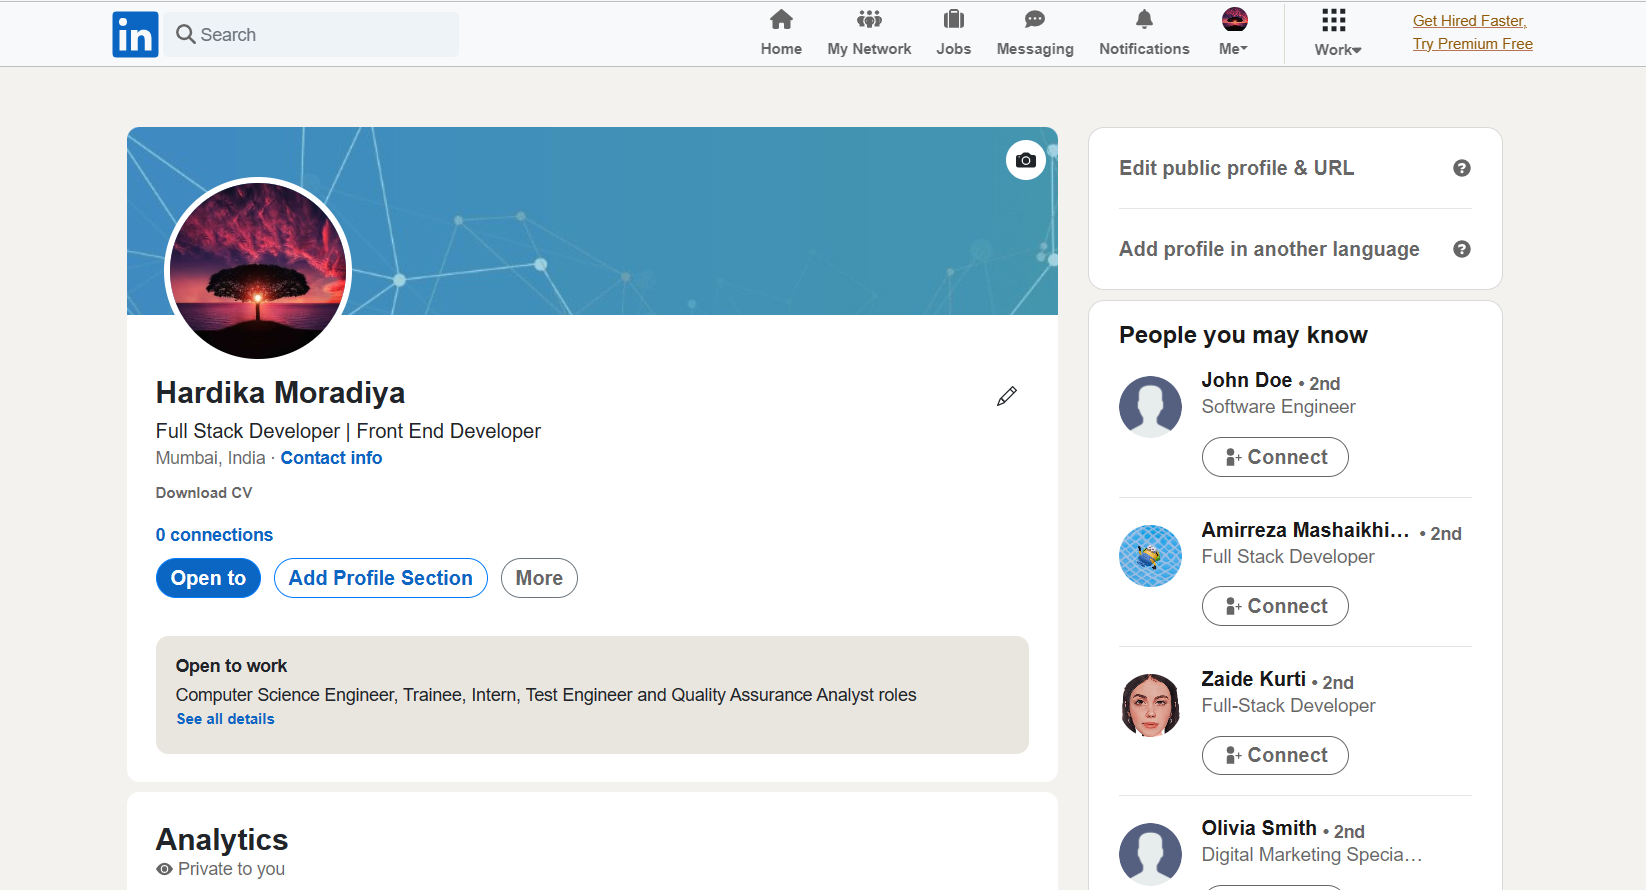 in
Search
Home
My Network
Jobs
Messaging
Notifications
Me
Work
Get Hired Faster,
Try Premium Free
Hardika Moradiya
Full Stack Developer | Front End Developer
Mumbai, India · Contact info
Download CV
0 connections
Open to
Add Profile Section
More
Open to work
Computer Science Engineer, Trainee, Intern, Test Engineer and Quality Assurance Analyst roles
See all details
Analytics
Private to you
Edit public profile & URL
Add profile in another language
People you may know
John Doe • 2nd
Software Engineer
Connect
Amirreza Mashaikhi... • 2nd
Full Stack Developer
Connect
Zaide Kurti • 2nd
Full-Stack Developer
Connect
Olivia Smith • 2nd
Digital Marketing Specia...